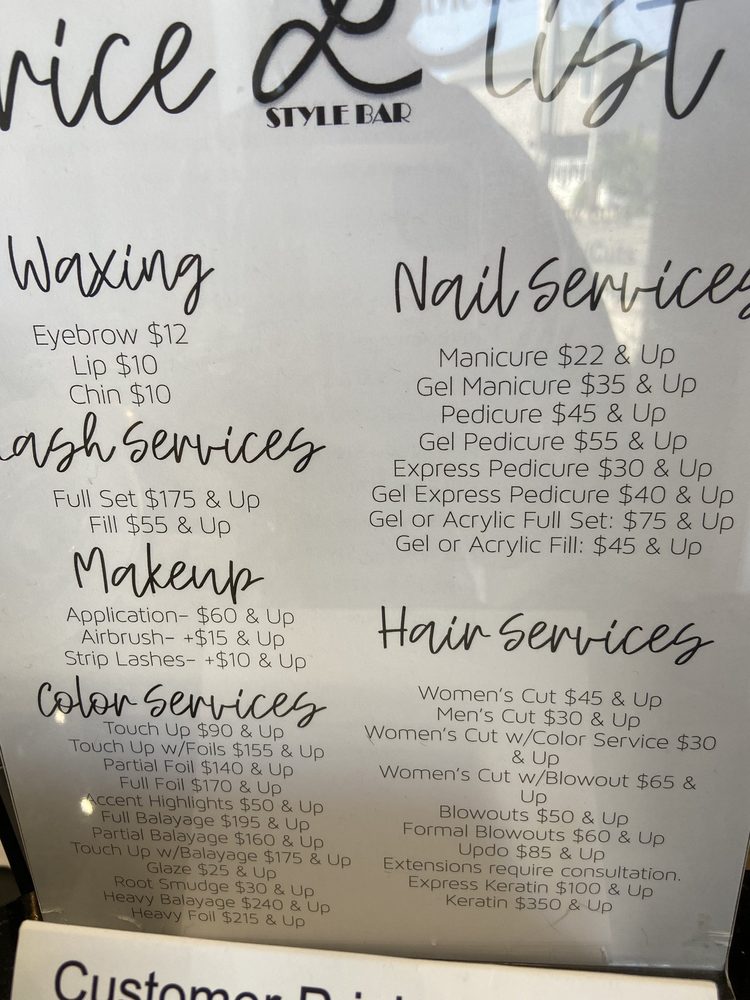 list
STYLE BAR
Waxing
Eyebrow $12
Lip $10
Chin $10
Services
Full Set $175 & Up
Fill $55 & Up
Makeup
Application- $60 & Up
Airbrush- +$15 & Up
Strip Lashes- +$10 & Up
Color Services
Touch Up $90 & Up
Touch Up w/Foils $155 & Up
Partial Foil $140 & Up
Full Foil $170 & Up
Accent Highlights $50 & Up
Full Balayage $195 & Up
Partial Balayage $160 & Up
Touch Up w/Balayage $175 & Up
Glaze $25 & Up
Root Smudge $30 & Up
Heavy Balayage $240 & Up
Heavy Foil $215 & Up
Nail Services
Manicure $22 & Up
Gel Manicure $35 & Up
Pedicure $45 & Up
Gel Pedicure $55 & Up
Express Pedicure $30 & Up
Gel Express Pedicure $40 & Up
Gel or Acrylic Full Set: $75 & Up
Gel or Acrylic Fill: $45 & Up
Hair Services
Women's Cut $45 & Up
Men's Cut $30 & Up
Women's Cut w/Color Service $30
& Up
Women's Cut w/Blowout $65 &
Up
Blowouts $50 & Up
Formal Blowouts $60 & Up
Updo $85 & Up
Extensions require consultation.
Express Keratin $100 & Up
Keratin $350 & Up
Customer